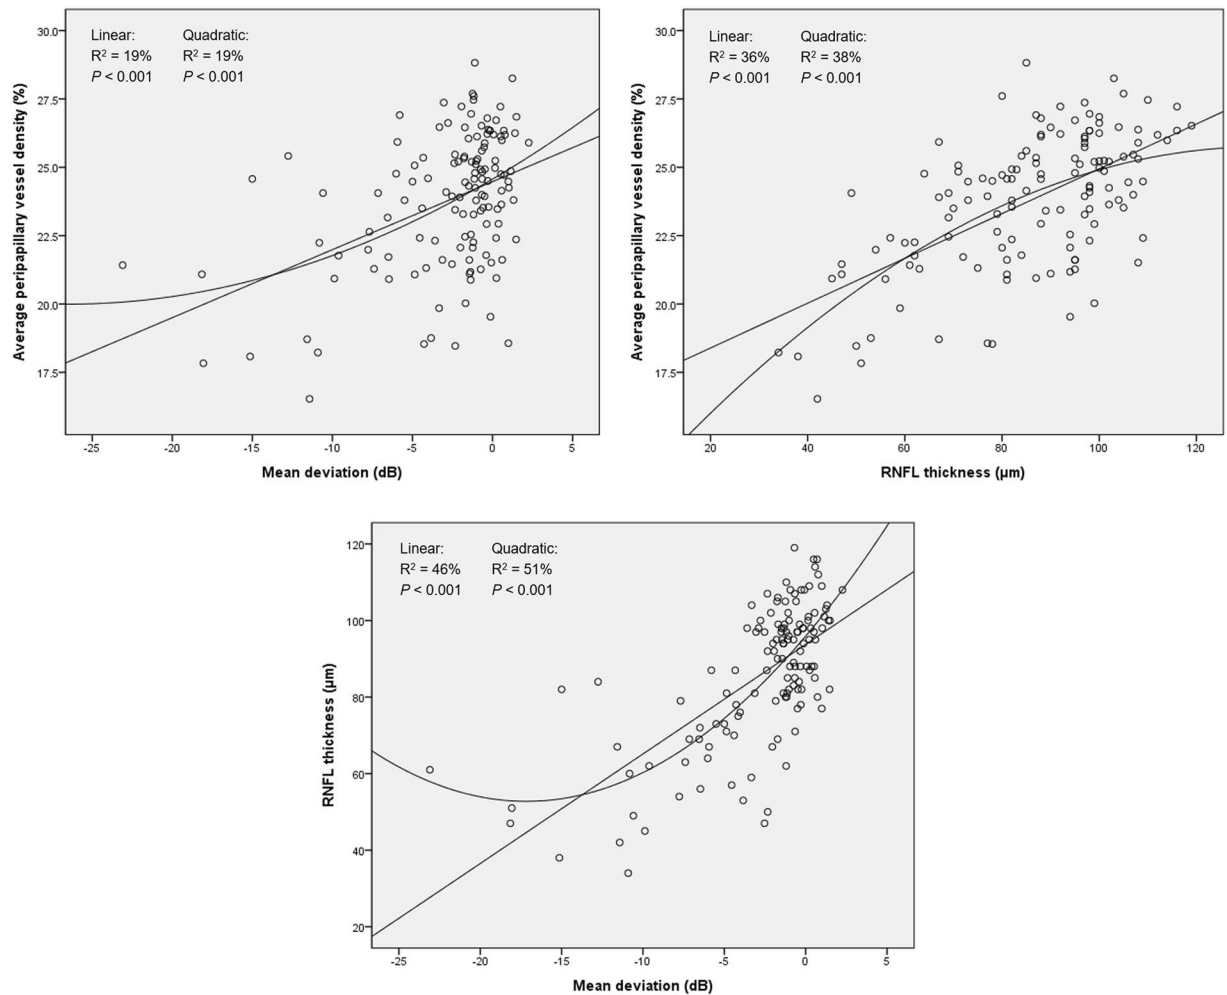 Linear: Quadratic:
R² = 19% R² = 19%
P < 0.001 P < 0.001
30.0
27.5
25.0
22.5
20.0
17.5
Average peripapillary vessel density (%)
-25 -20 -15 -10 -5 0 5
Mean deviation (dB)
Linear: Quadratic:
R² = 36% R² = 38%
P < 0.001 P < 0.001
30.0
27.5
25.0
22.5
20.0
17.5
Average peripapillary vessel density (%)
20 40 60 80 100 120
RNFL thickness (μm)
Linear: Quadratic:
R² = 46% R² = 51%
P < 0.001 P < 0.001
120
100
80
60
40
20
RNFL thickness (μm)
-25 -20 -15 -10 -5 0 5
Mean deviation (dB)